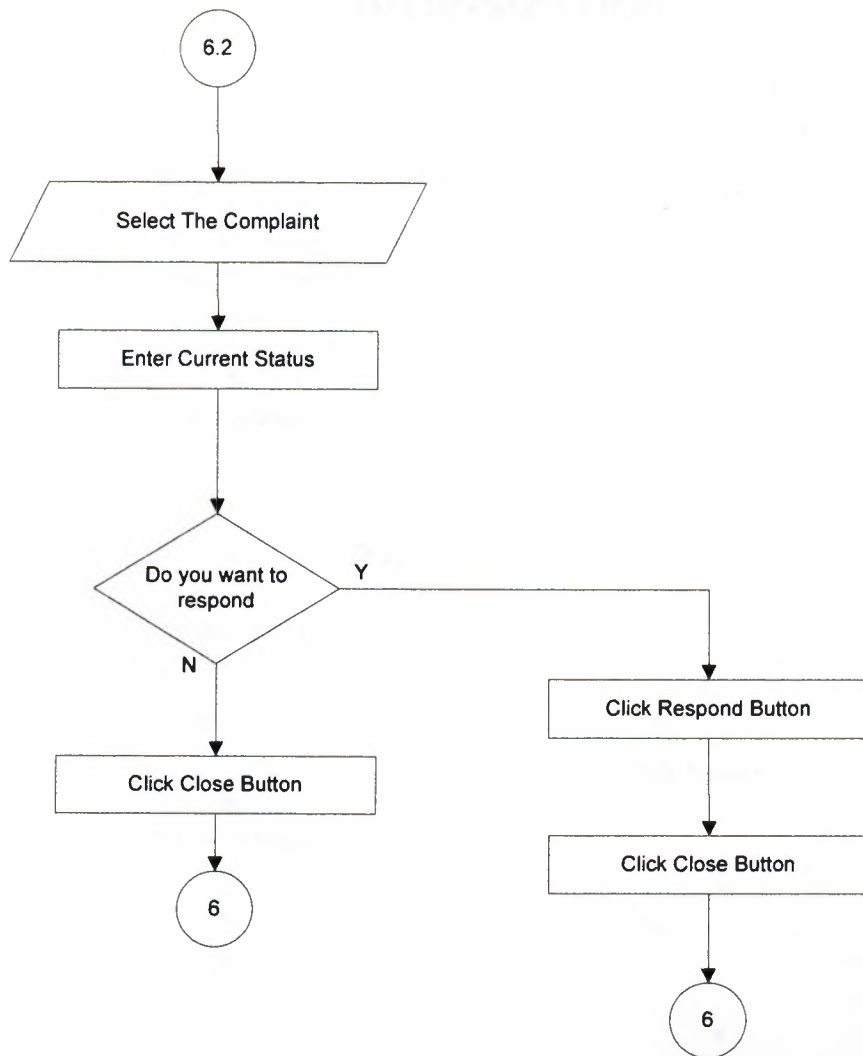 6.2
Select The Complaint
Enter Current Status
Do you want to
respond
Y
N
Click Respond Button
Click Close Button
Click Close Button
6
6